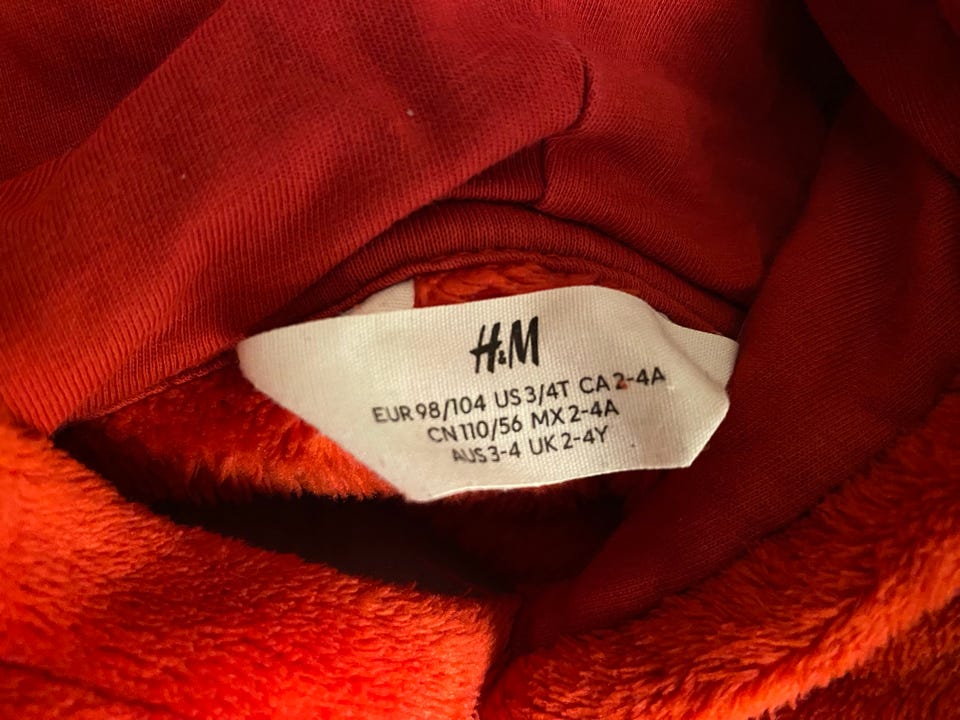 H&M
EUR 98/104 US 3/4T CA 2-4A
CN 110/56 MX 2-4A
AUS 3-4 UK 2-4Y